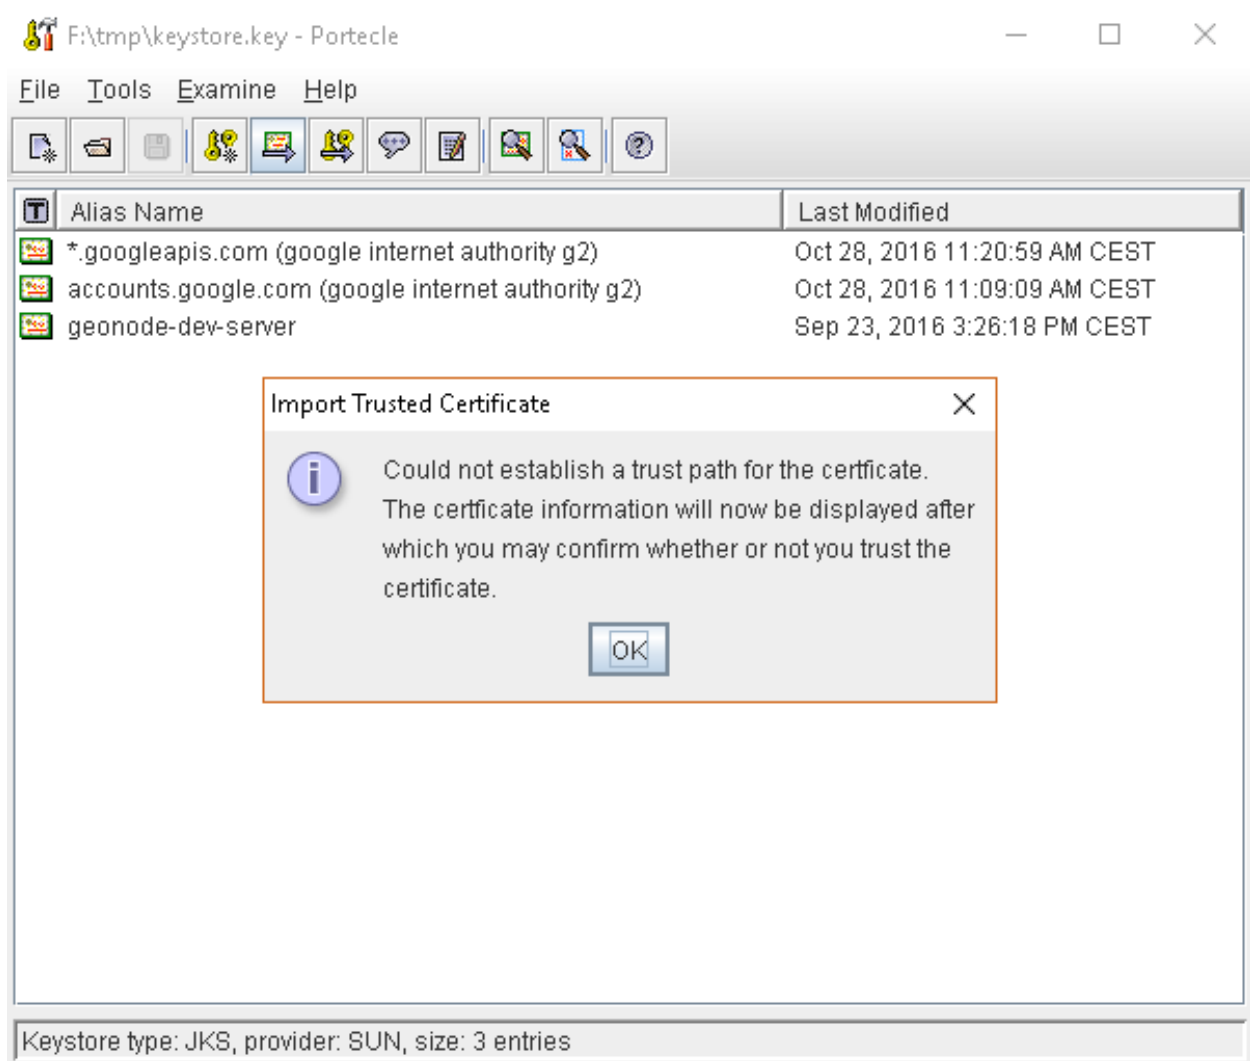 F:\tmp\keystore.key - Portecle
File Tools Examine Help
T Alias Name Last Modified
*.googleapis.com (google internet authority g2) Oct 28, 2016 11:20:59 AM CEST
accounts.google.com (google internet authority g2) Oct 28, 2016 11:09:09 AM CEST
geonode-dev-server Sep 23, 2016 3:26:18 PM CEST
Import Trusted Certificate
Could not establish a trust path for the certficate.
The certficate information will now be displayed after
which you may confirm whether or not you trust the
certificate.
OK
Keystore type: JKS, provider: SUN, size: 3 entries